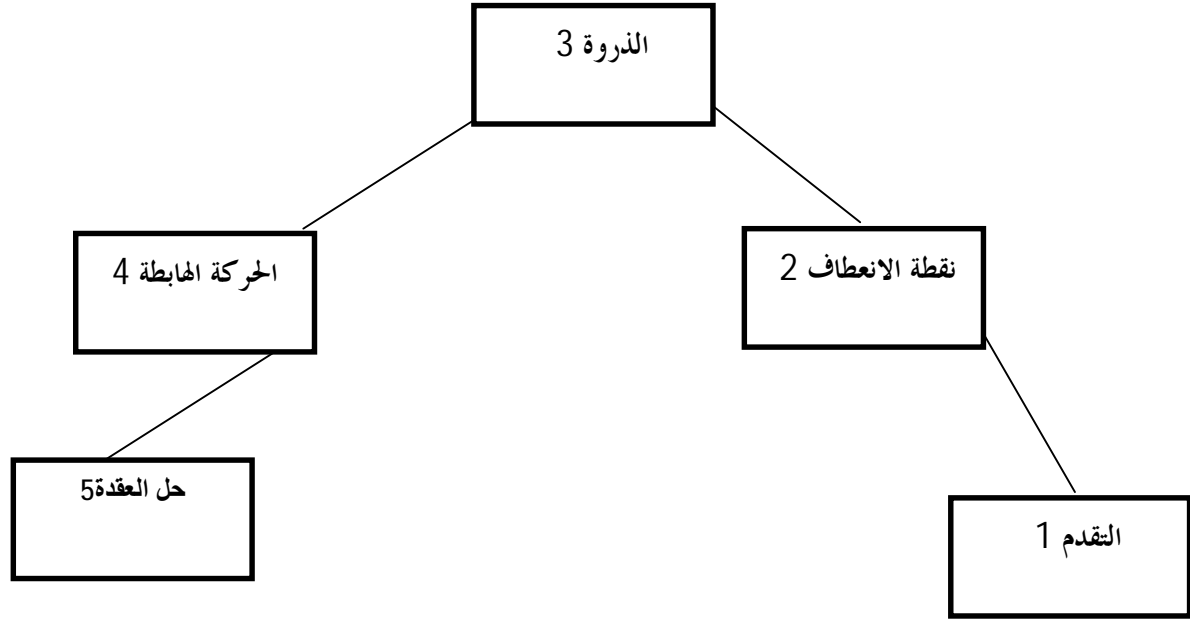 الذروة 3
نقطة الانعطاف 2
الحركة الهابطة 4
حل العقدة5
التقدم 1